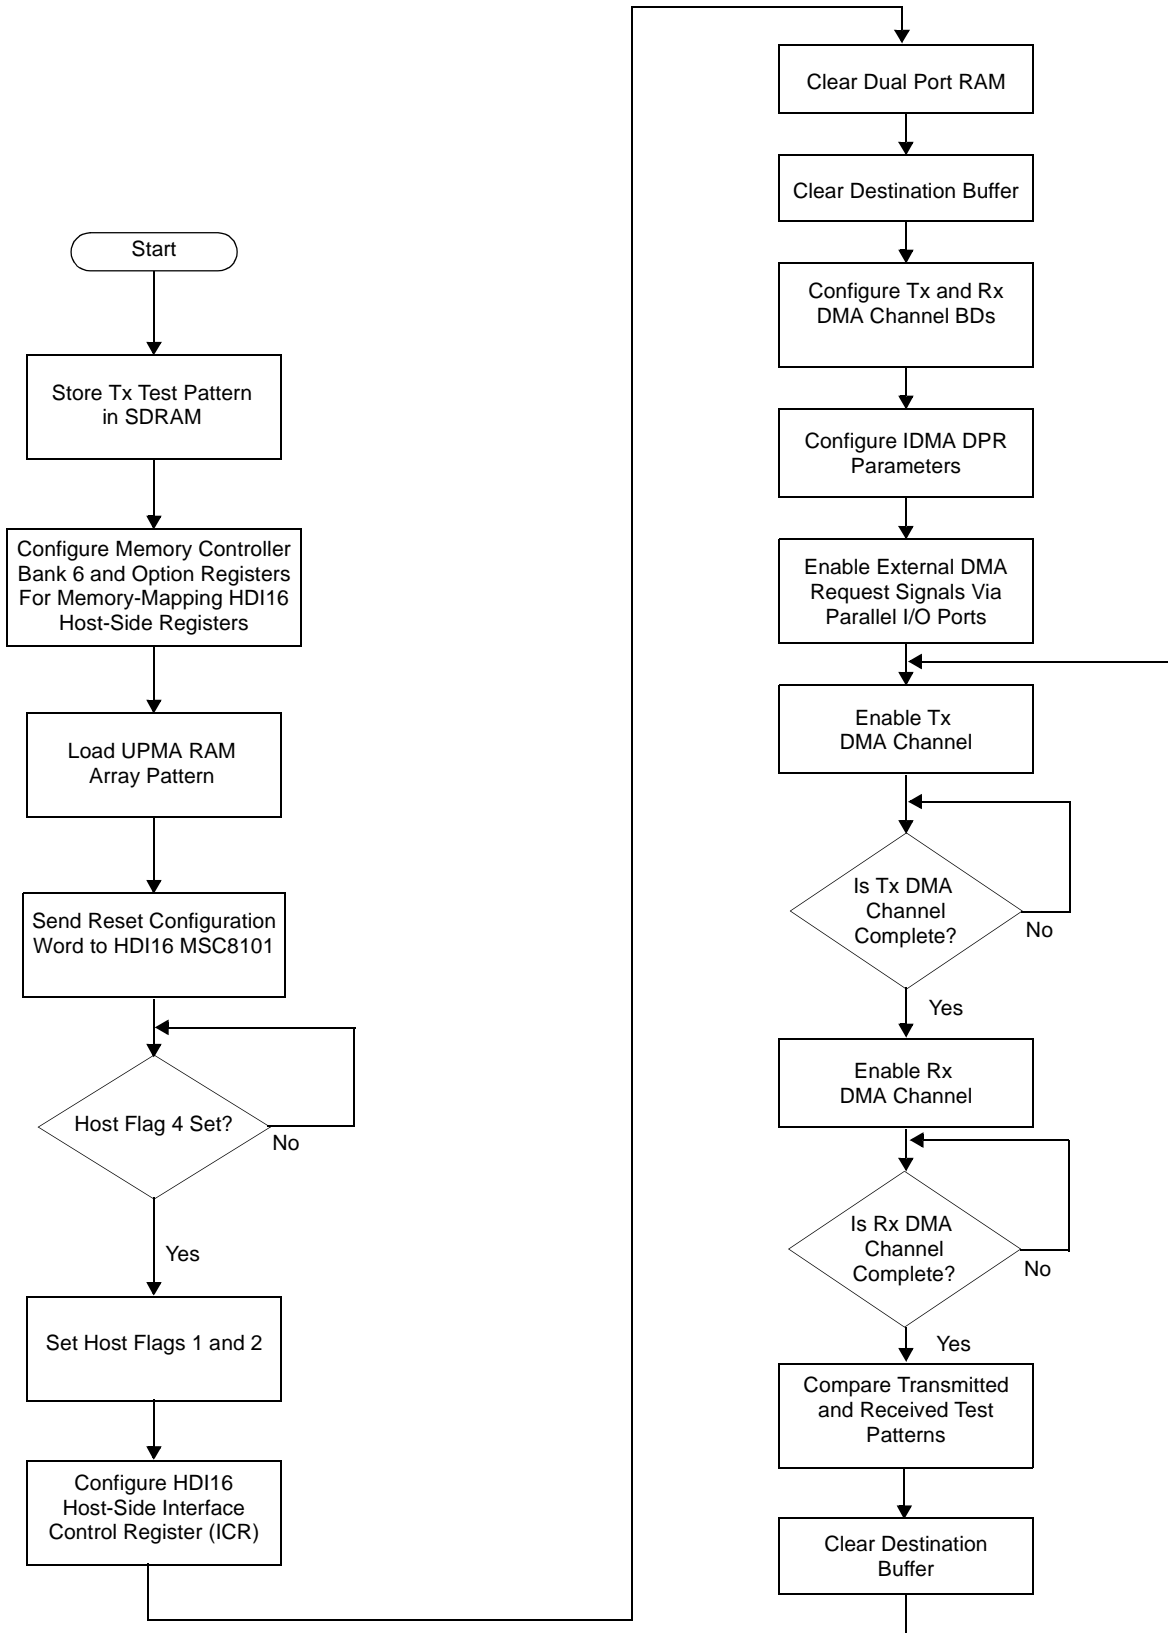 Start
Store Tx Test Pattern
in SDRAM
Configure Memory Controller
Bank 6 and Option Registers
For Memory-Mapping HDI16
Host-Side Registers
Load UPMA RAM
Array Pattern
Send Reset Configuration
Word to HDI16 MSC8101
Host Flag 4 Set?
No
Yes
Set Host Flags 1 and 2
Configure HDI16
Host-Side Interface
Control Register (ICR)
Clear Dual Port RAM
Clear Destination Buffer
Configure Tx and Rx
DMA Channel BDs
Configure IDMA DPR
Parameters
Enable External DMA
Request Signals Via
Parallel I/O Ports
Enable Tx
DMA Channel
Is Tx DMA
Channel
Complete?
No
Yes
Enable Rx
DMA Channel
Is Rx DMA
Channel
Complete?
No
Yes
Compare Transmitted
and Received Test
Patterns
Clear Destination
Buffer